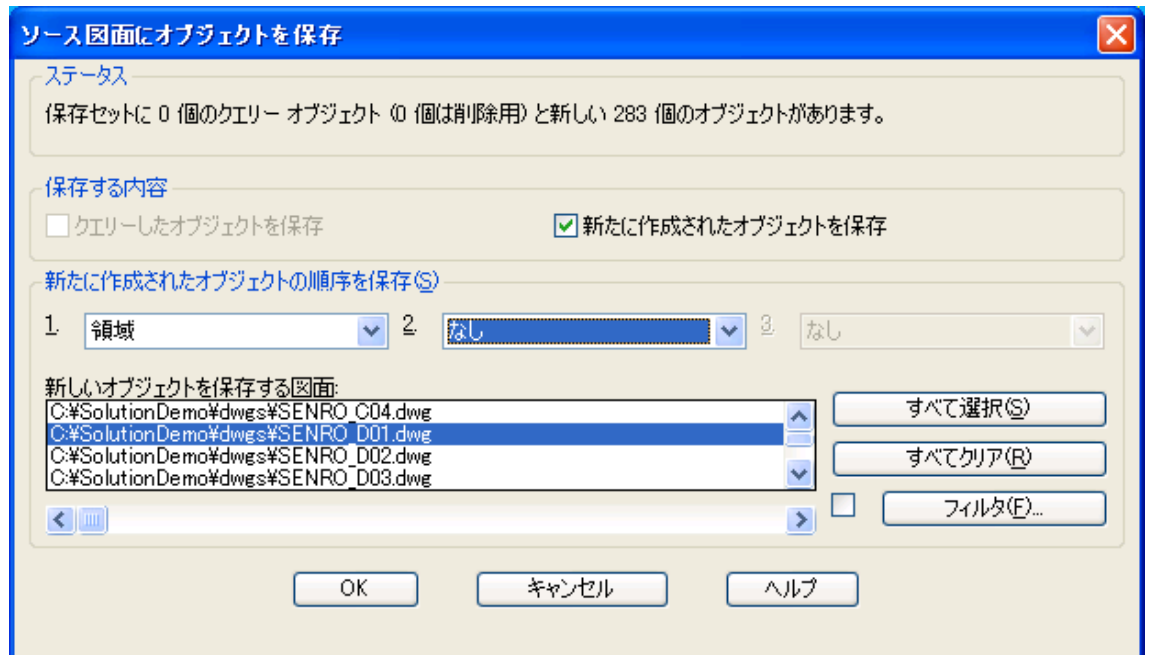 ソース図面にオブジェクトを保存
ステータス
保存セットに 0 個のクエリー オブジェクト (0 個は削除用) と新しい 283 個のオブジェクトがあります。
保存する内容
クエリーしたオブジェクトを保存
新たに作成されたオブジェクトを保存
新たに作成されたオブジェクトの順序を保存(S)
1. 領域 2. なし 3. なし
新しいオブジェクトを保存する図面:
C:¥SolutionDemo¥dwgs¥SENRO_C04.dwg
C:¥SolutionDemo¥dwgs¥SENRO_D01.dwg
C:¥SolutionDemo¥dwgs¥SENRO_D02.dwg
C:¥SolutionDemo¥dwgs¥SENRO_D03.dwg
すべて選択(S)
すべてクリア(R)
フィルタ(F)...
OK キャンセル ヘルプ